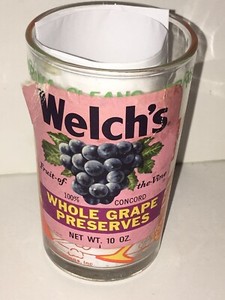 Welch's
Fruit-of the-Vine
100% CONCORD
WHOLE GRAPE
PRESERVES
NET WT. 10 OZ.